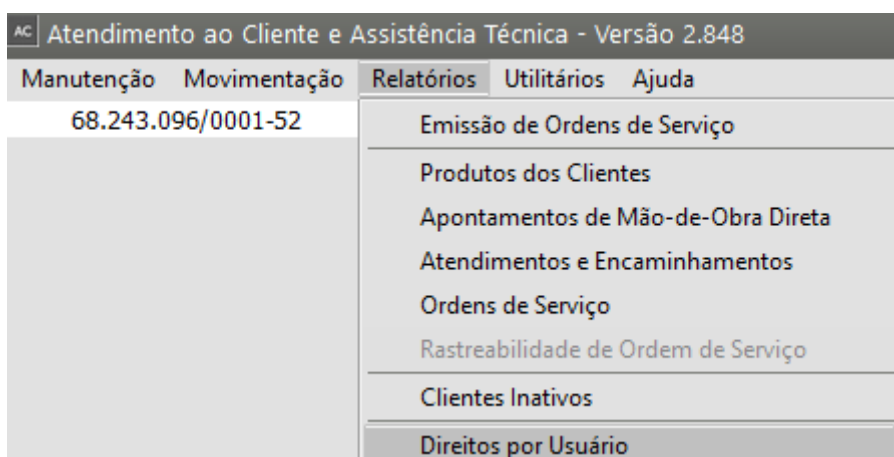 AC Atendimento ao Cliente e Assistência Técnica - Versão 2.848
Manutenção Movimentação Relatórios Utilitários Ajuda
68.243.096/0001-52
Emissão de Ordens de Serviço
Produtos dos Clientes
Apontamentos de Mão-de-Obra Direta
Atendimentos e Encaminhamentos
Ordens de Serviço
Rastreabilidade de Ordem de Serviço
Clientes Inativos
Direitos por Usuário